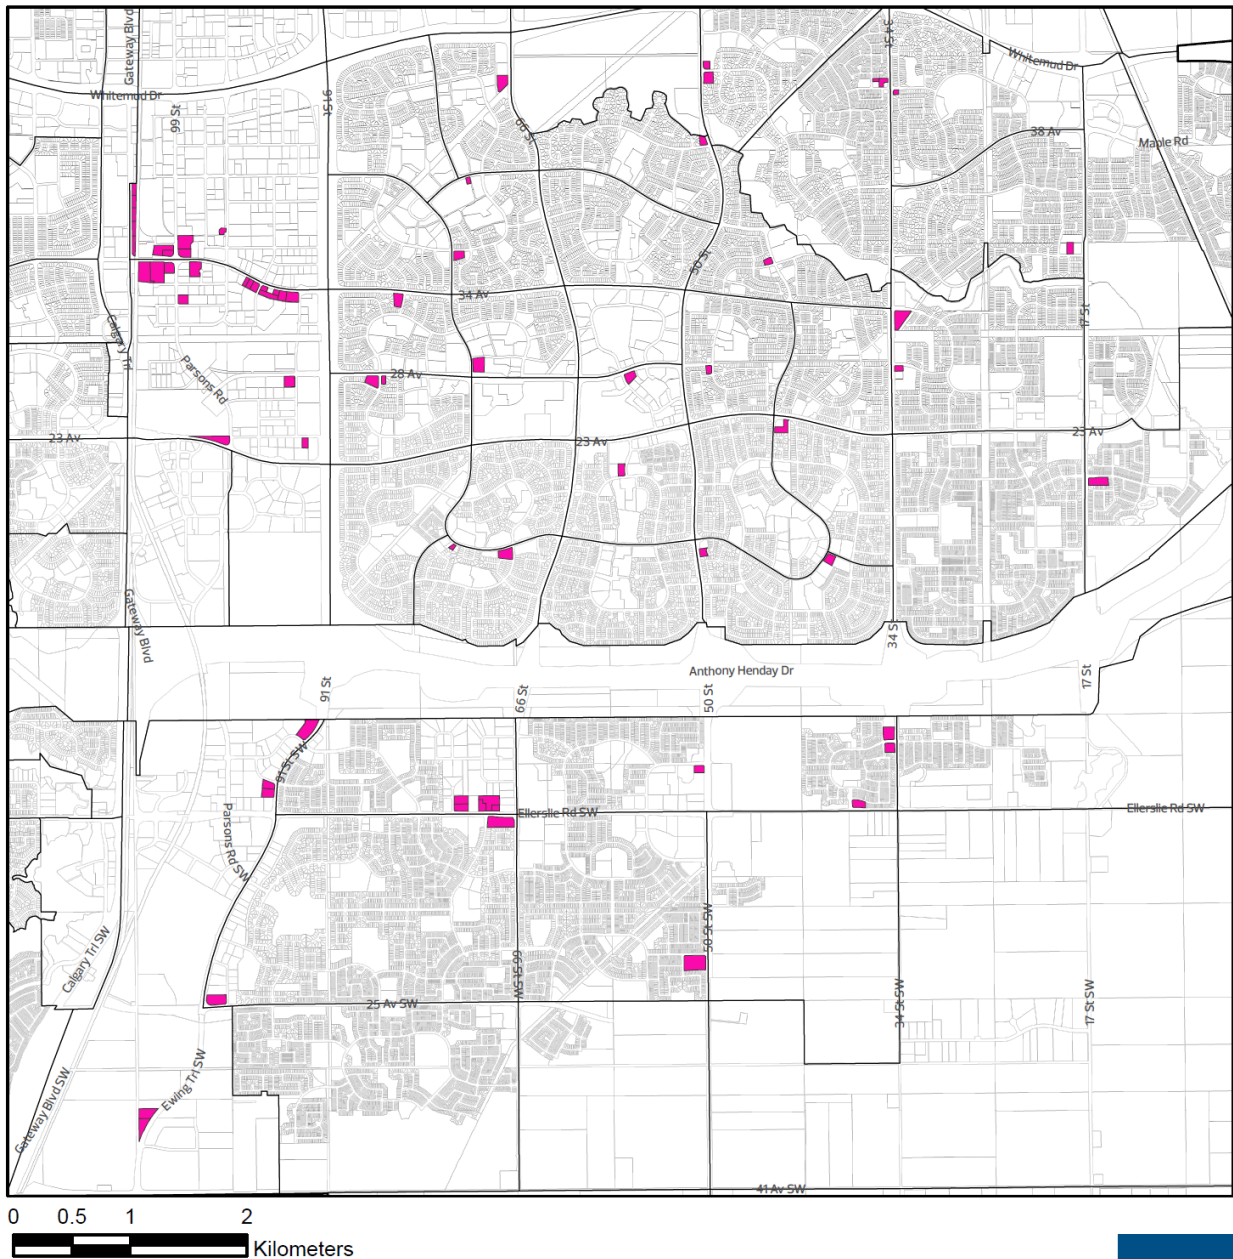 Gateway Blvd
34 St
Whitemud Dr
Whitemud Dr
91 St
99 St
66 St
38 Av
Maple Rd
50 St
34 Av
17 St
Calgary Trl
Parsons Rd
28 Av
23 Av
23 Av
23 Av
Gateway Blvd
34 St
Anthony Henday Dr
91 St
66 St
50 St
17 St
91 St SW
Parsons Rd SW
Ellerslie Rd SW
Ellerslie Rd SW
Calgary Trl SW
50 St SW
66 St SW
25 Av SW
34 St SW
17 St SW
Ewing Trl SW
Gateway Blvd SW
41 Av SW
0 0.5 1 2
Kilometers